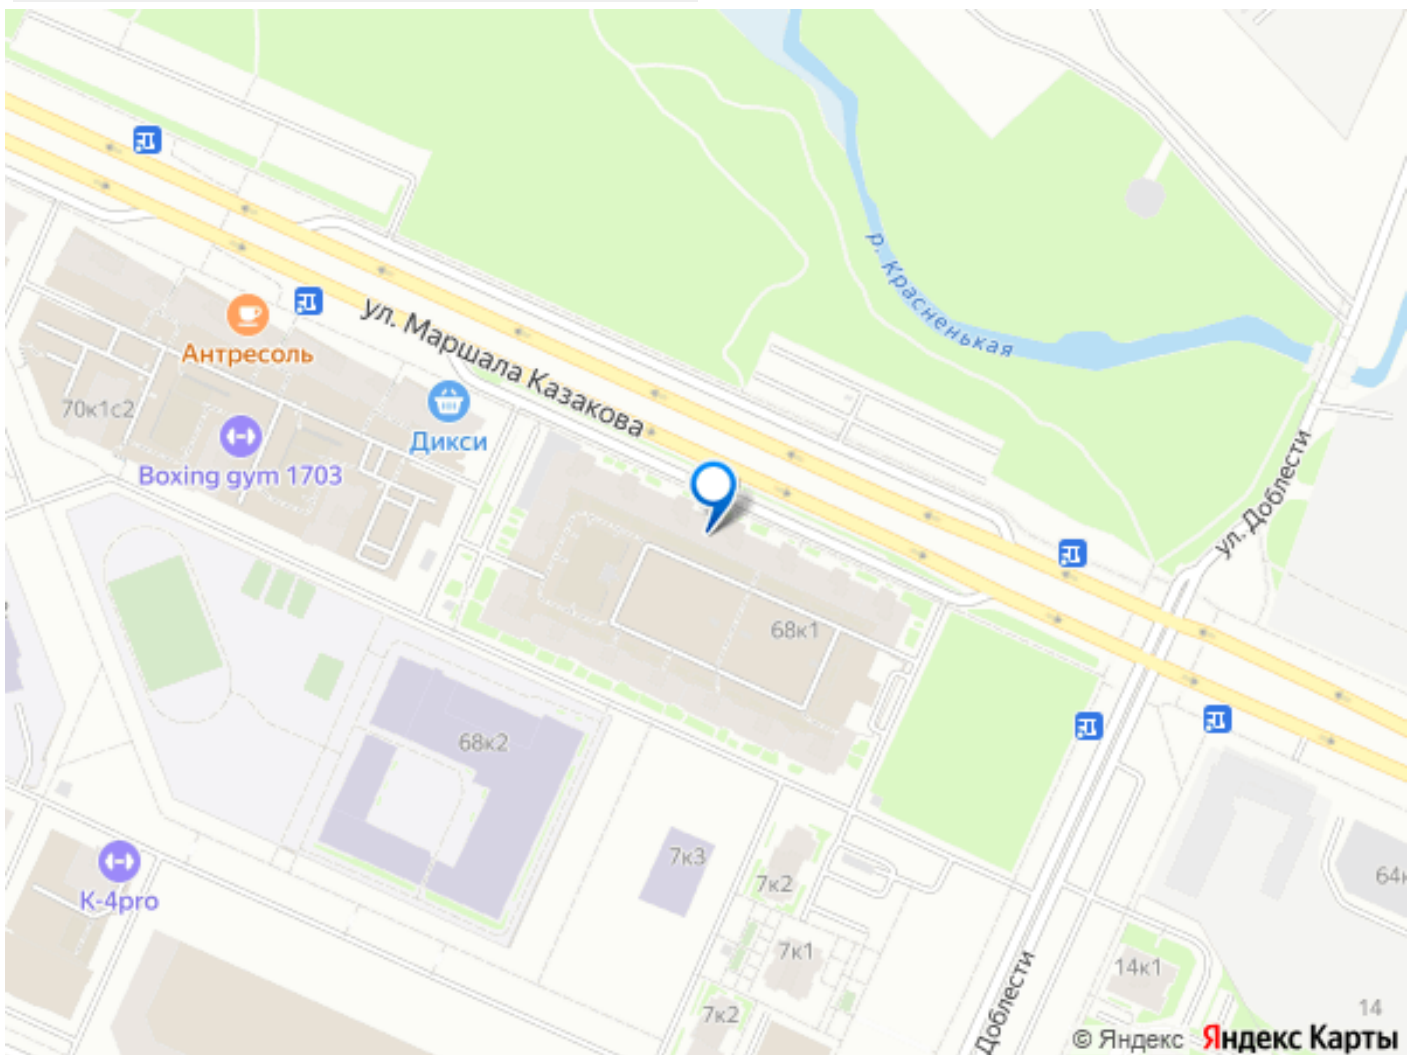 р. Красненькая
ул. Маршала Казакова
Антресоль
70к1с2
Дикси
Boxing gym 1703
ул. Доблести
68к1
68к2
7к3
7к2
64к
K-4pro
7к1
14к1
7к2
Доблести
14
© Яндекс Яндекс Карты